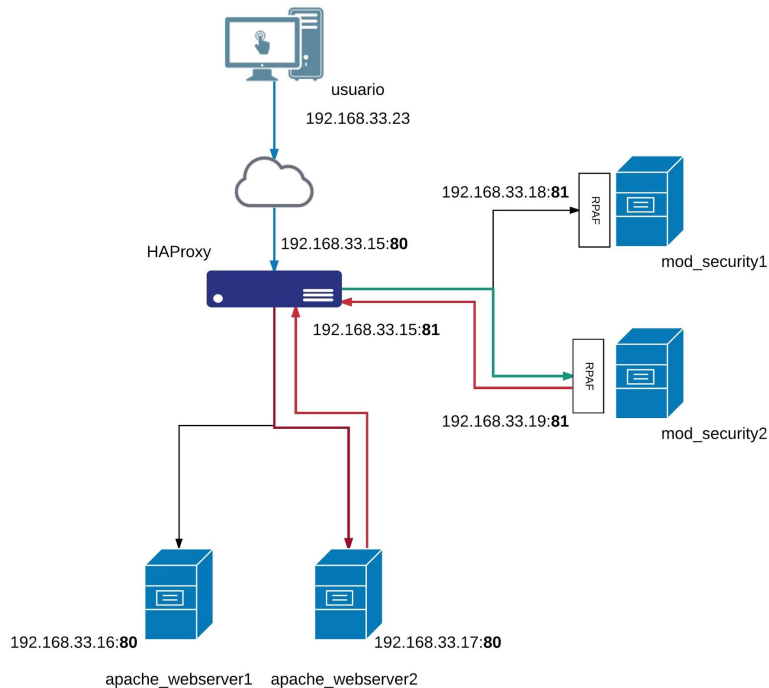 usuario
192.168.33.23
192.168.33.18:81
RPAF
192.168.33.15:80
HAProxy
mod_security1
192.168.33.15:81
RPAF
192.168.33.19:81
mod_security2
192.168.33.16:80
192.168.33.17:80
apache_webserver1
apache_webserver2